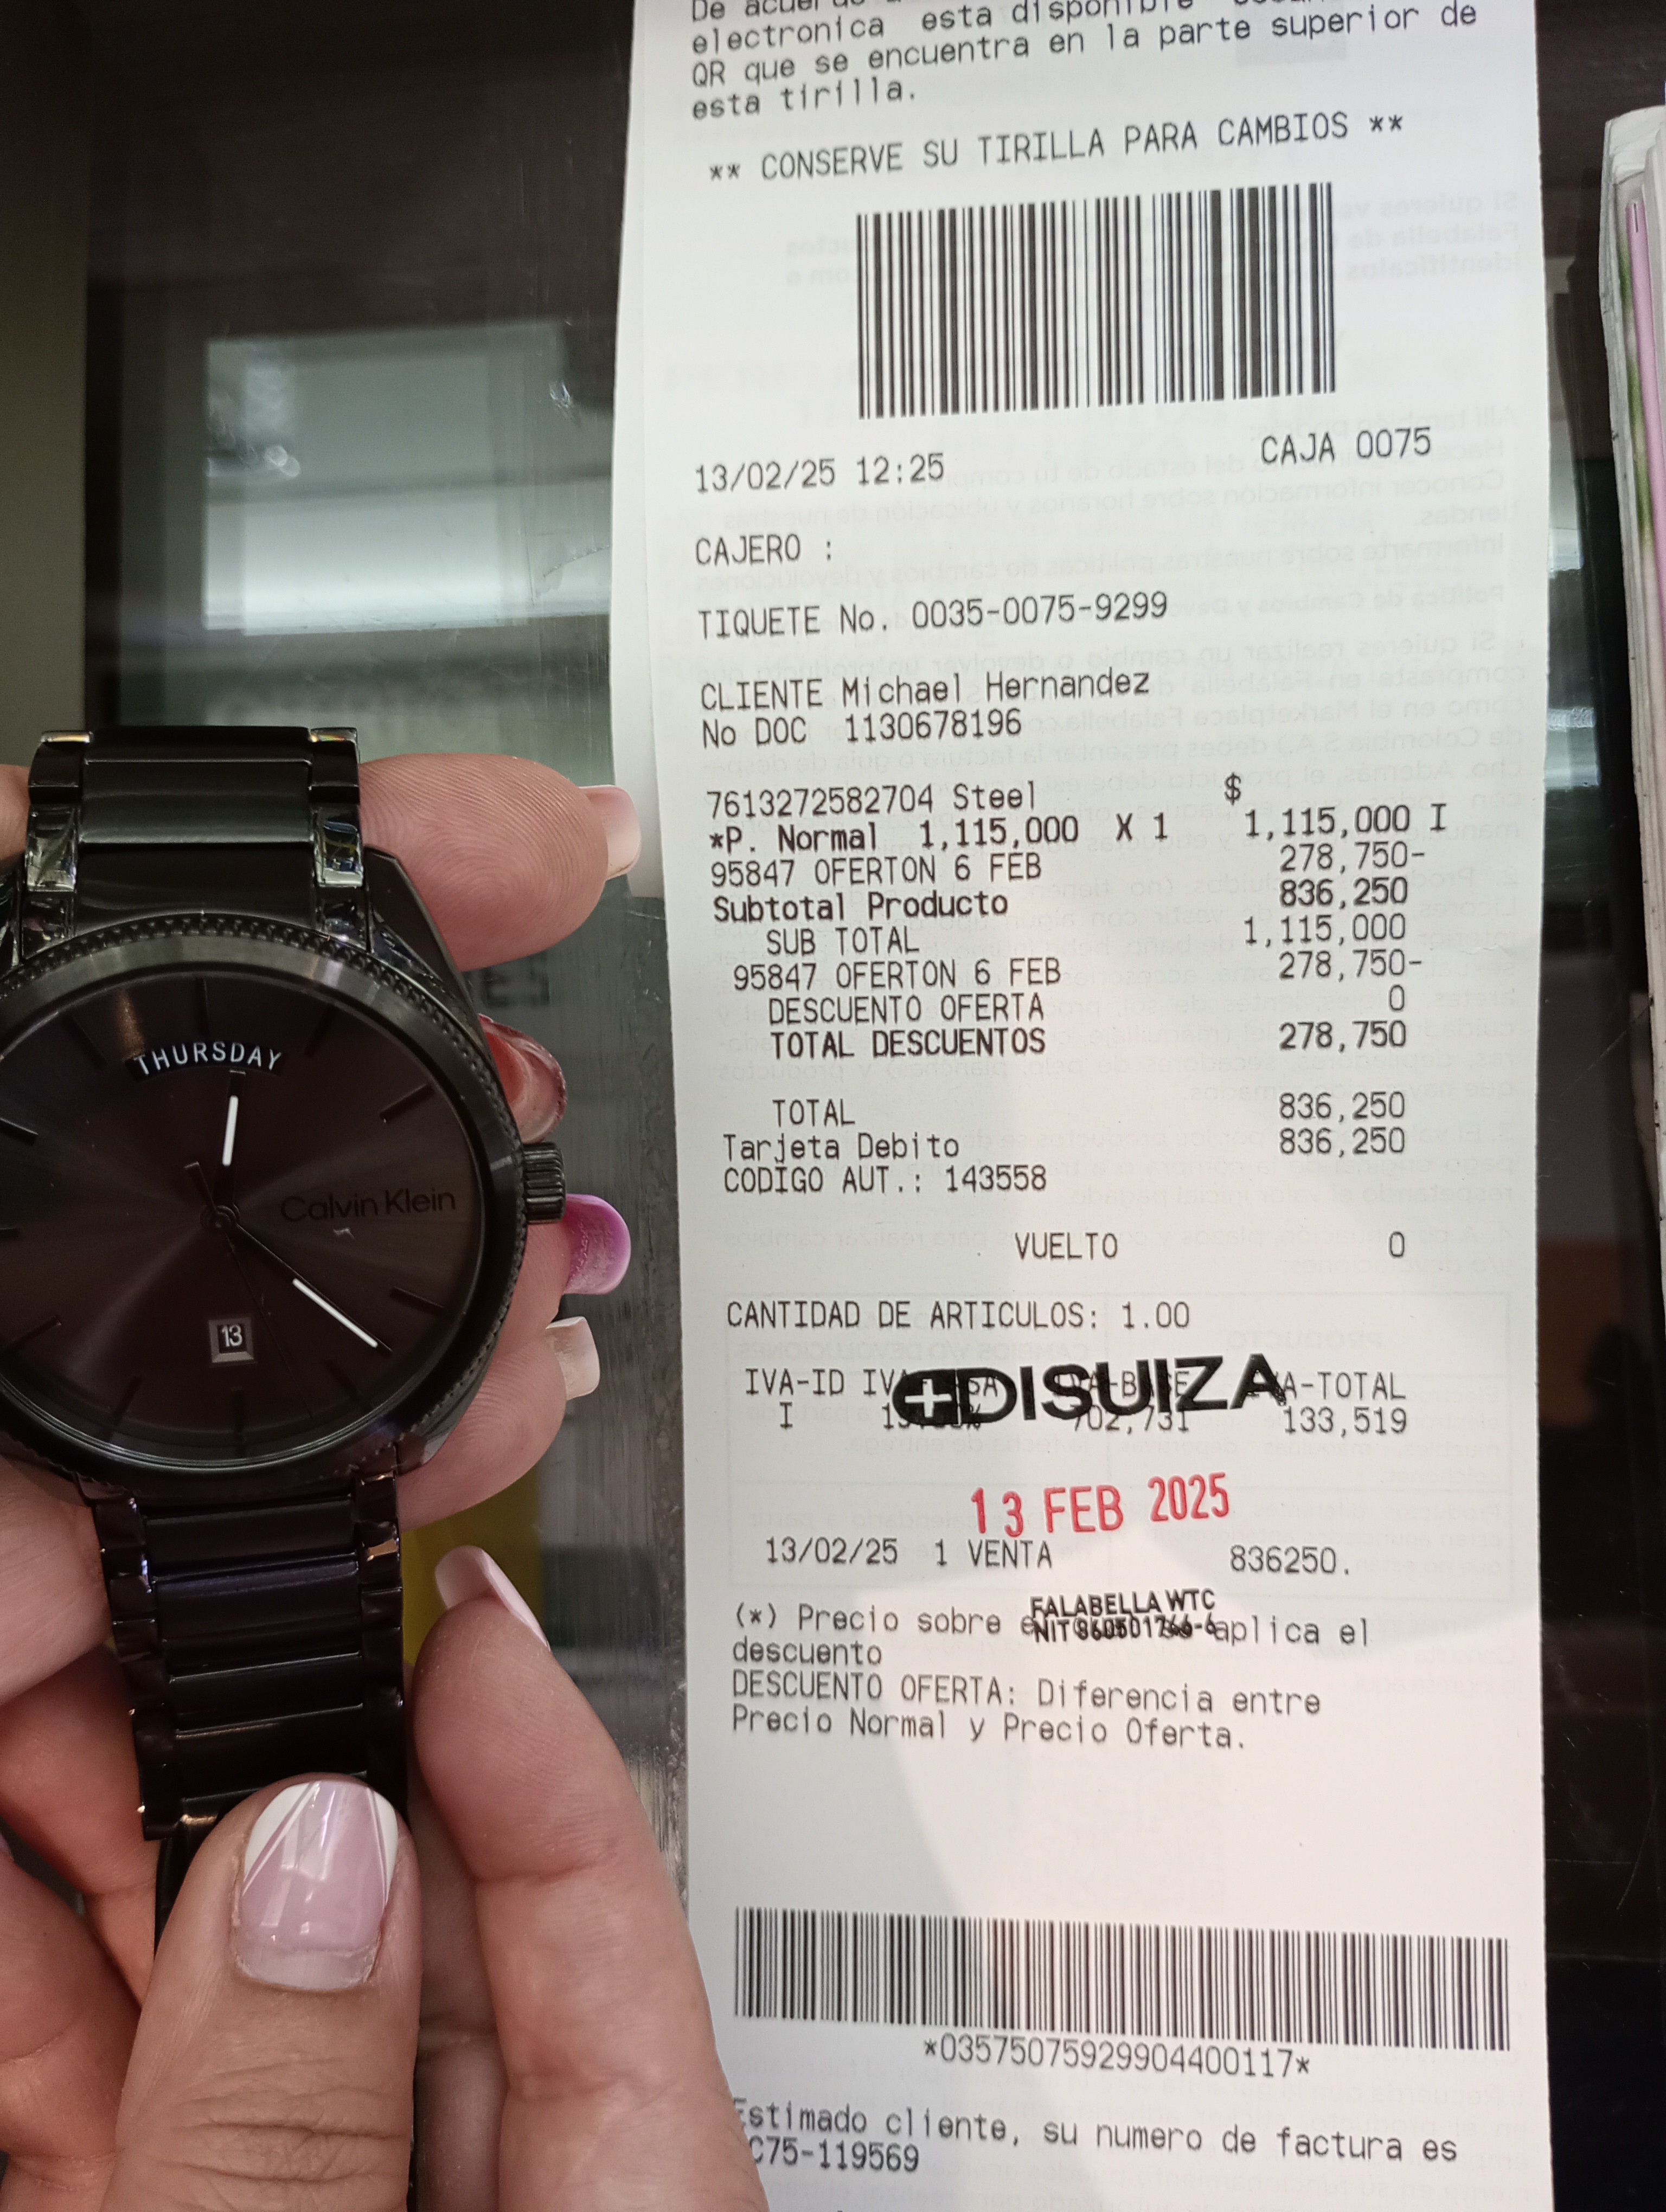 De
electronica esta disponible
QR que se encuentra en la parte superior de
esta tirilla.
** CONSERVE SU TIRILLA PARA CAMBIOS **
CAJA 0075
13/02/25 12:25
CAJERO :
TIQUETE No. 0035-0075-9299
CLIENTE Michael Hernandez
No DOC 1130678196
7613272582704 Steel $
*P. Normal 1,115,000 X 1 1,115,000 I
95847 OFERTON 6 FEB 278,750-
Subtotal Producto 836,250
SUB TOTAL 1,115,000
95847 OFERTON 6 FEB 278,750-
DESCUENTO OFERTA 0
TOTAL DESCUENTOS 278,750
TOTAL 836,250
Tarjeta Debito 836,250
CODIGO AUT.: 143558
VUELTO 0
CANTIDAD DE ARTICULOS: 1.00
IVA-ID
DISUIZA
I 702,731 133,519
13 FEB 2025
13/02/25 1 VENTA 836250.
FALABELLA WTC
(*) Precio sobre aplica el
descuento
DESCUENTO OFERTA: Diferencia entre
Precio Normal y Precio Oferta.
*03575075929904400117*
Estimado cliente, su numero de factura es
C75-119569
THURSDAY
Calvin Klein
13